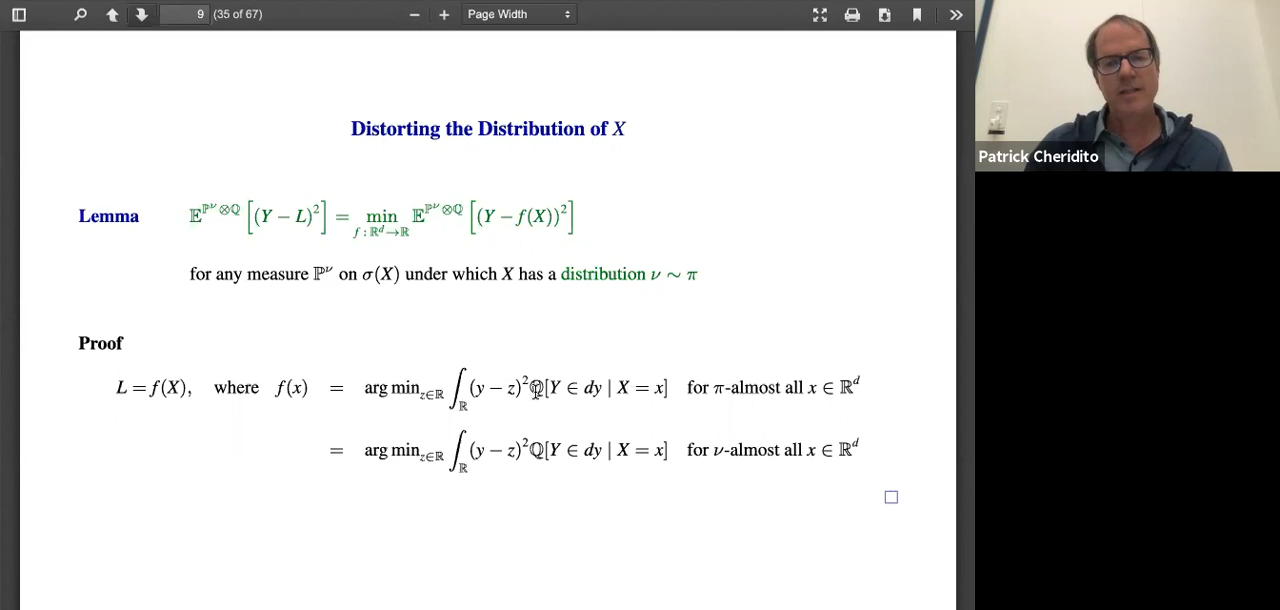 9 (35 of 67) Page Width
Distorting the Distribution of X
Lemma 𝔼^{ℙ^ν⊗ℚ} [(Y − L)²] = min_{f : ℝ^d→ℝ} 𝔼^{ℙ^ν⊗ℚ} [(Y − f(X))²]
for any measure ℙ^ν on σ(X) under which X has a distribution ν ∼ π
Proof
L = f(X), where f(x) = arg min_{z∈ℝ} ∫_ℝ (y − z)²ℚ[Y ∈ dy | X = x] for π-almost all x ∈ ℝ^d
= arg min_{z∈ℝ} ∫_ℝ (y − z)²ℚ[Y ∈ dy | X = x] for ν-almost all x ∈ ℝ^d
□
Patrick Cheridito